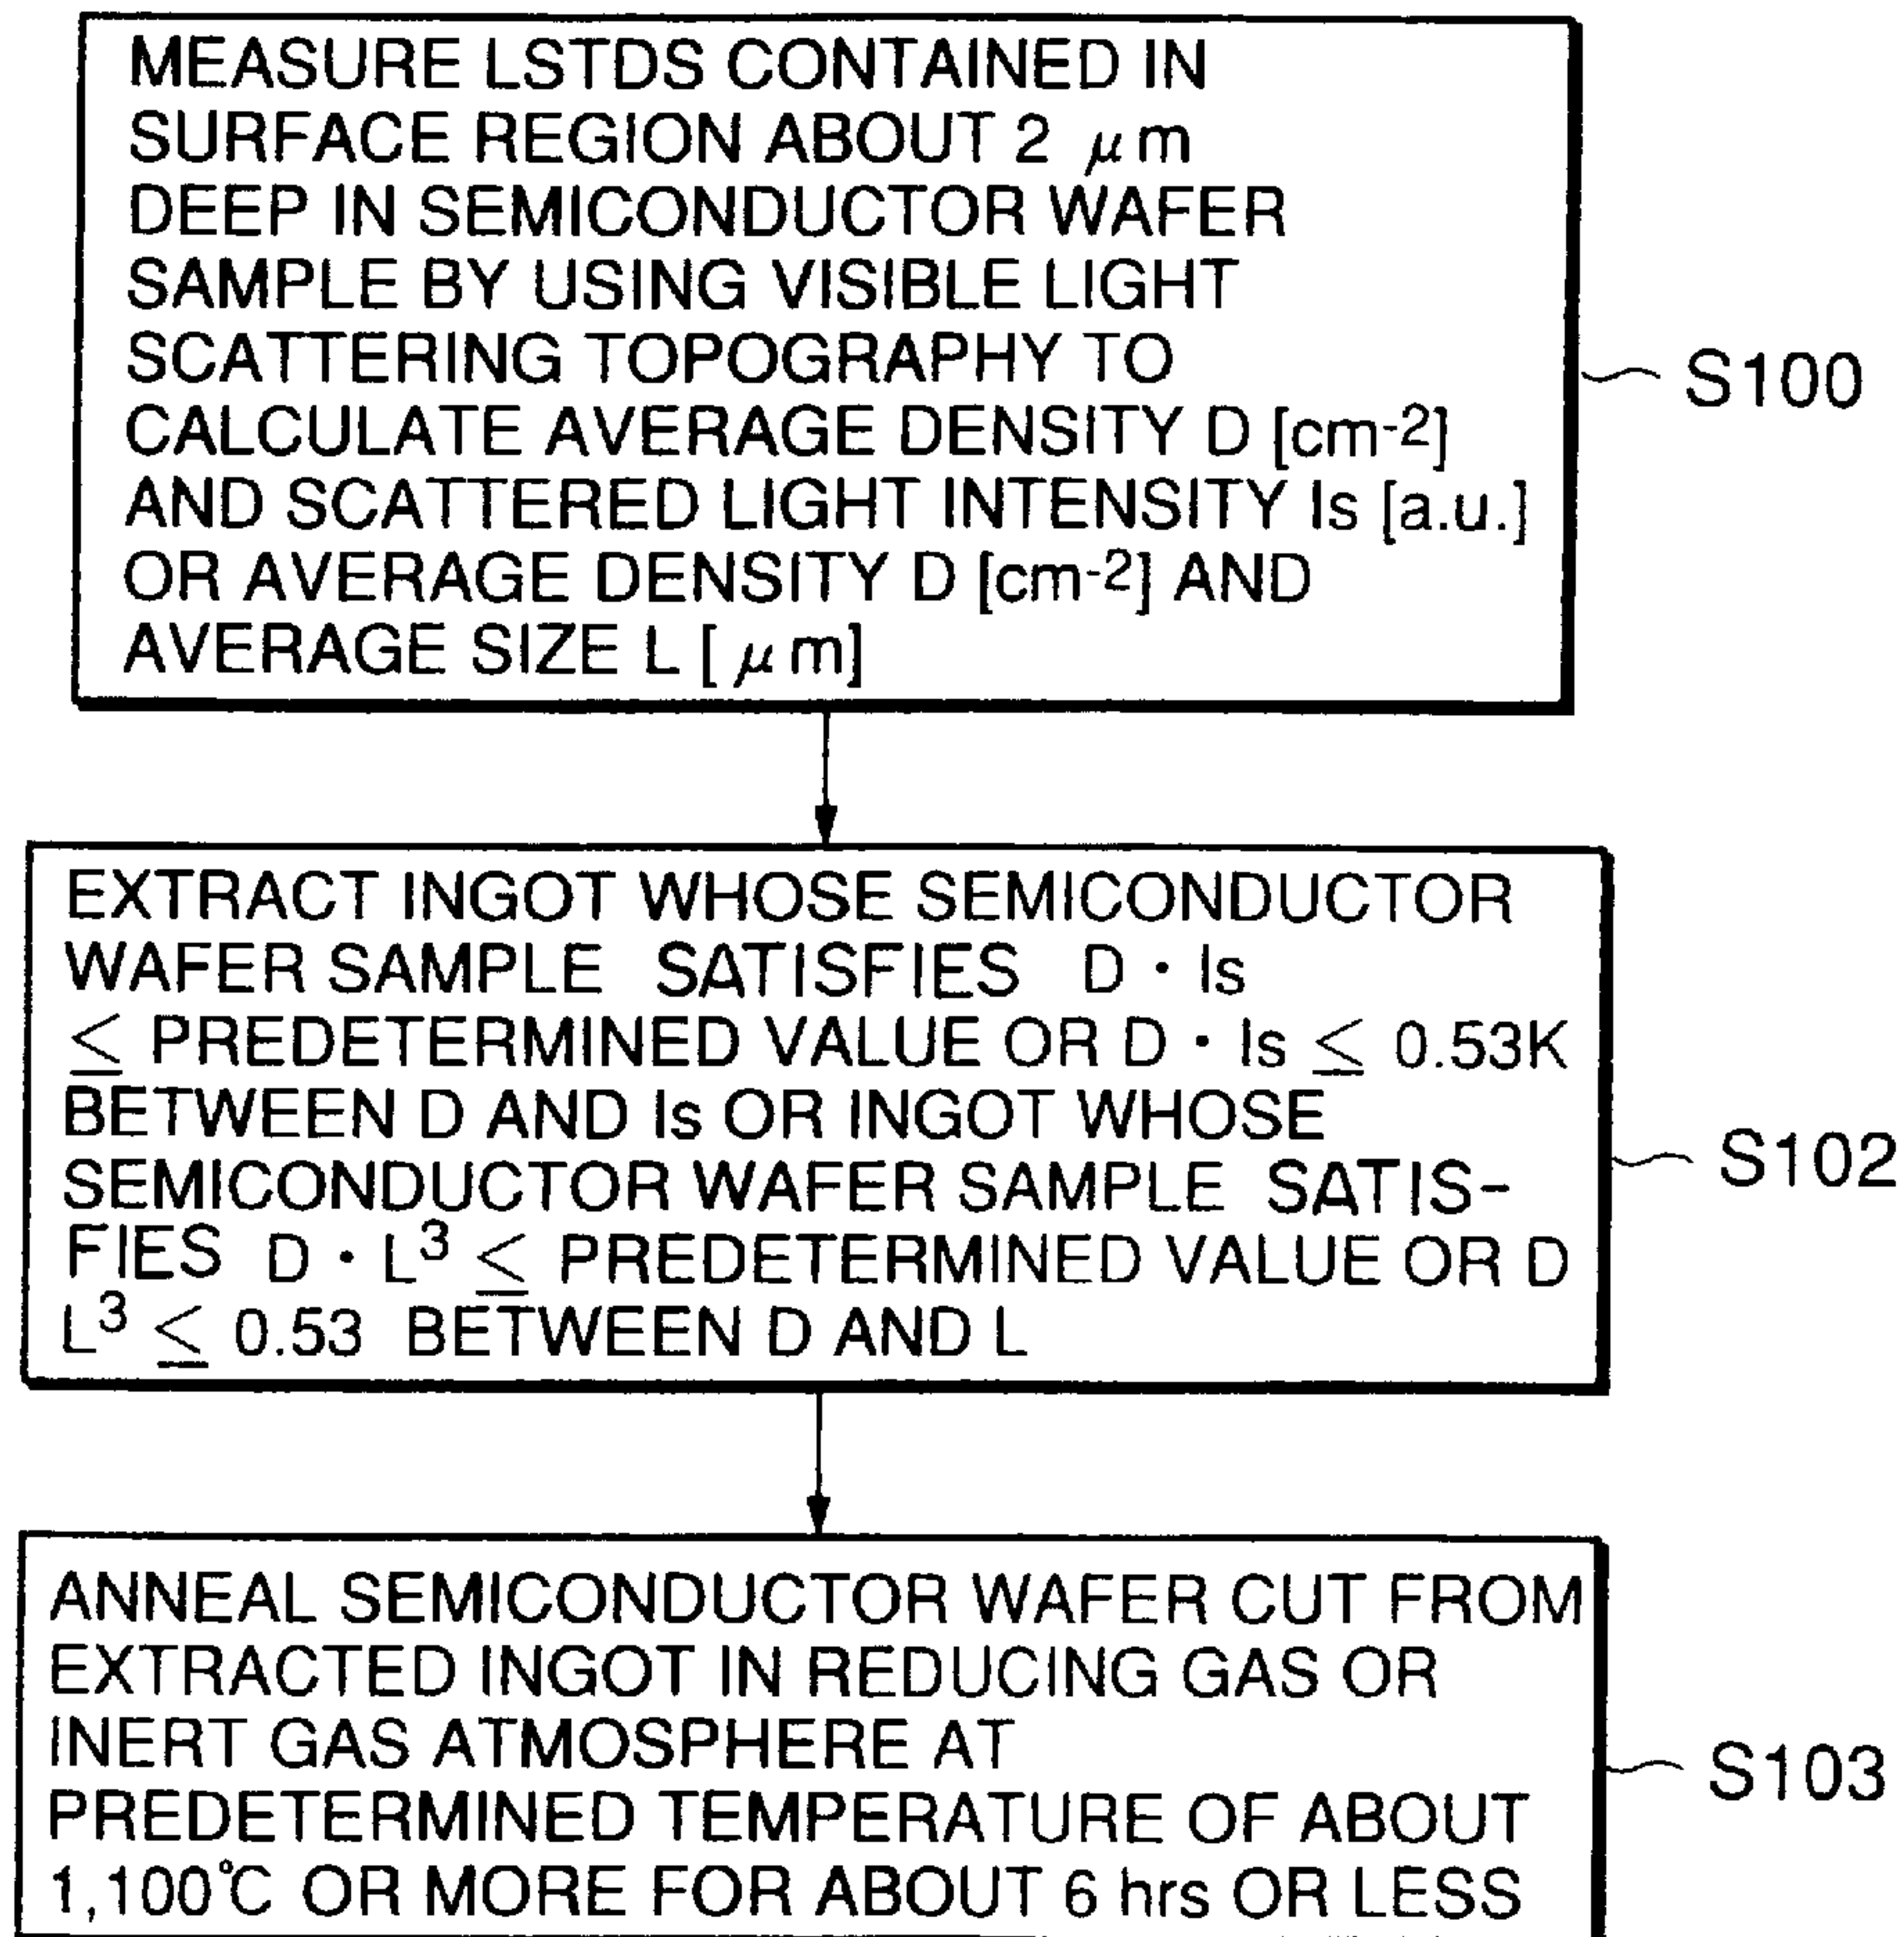 MEASURE LSTDS CONTAINED IN
SURFACE REGION ABOUT 2 μm
DEEP IN SEMICONDUCTOR WAFER
SAMPLE BY USING VISIBLE LIGHT
SCATTERING TOPOGRAPHY TO
CALCULATE AVERAGE DENSITY D [cm⁻²]
AND SCATTERED LIGHT INTENSITY Is [a.u.]
OR AVERAGE DENSITY D [cm⁻²] AND
AVERAGE SIZE L [ μm]
S100
EXTRACT INGOT WHOSE SEMICONDUCTOR
WAFER SAMPLE SATISFIES D · Is
≤ PREDETERMINED VALUE OR D · Is ≤ 0.53K
BETWEEN D AND Is OR INGOT WHOSE
SEMICONDUCTOR WAFER SAMPLE SATIS-
FIES D · L³ ≤ PREDETERMINED VALUE OR D
L³ ≤ 0.53 BETWEEN D AND L
S102
ANNEAL SEMICONDUCTOR WAFER CUT FROM
EXTRACTED INGOT IN REDUCING GAS OR
INERT GAS ATMOSPHERE AT
PREDETERMINED TEMPERATURE OF ABOUT
1,100℃ OR MORE FOR ABOUT 6 hrs OR LESS
S103